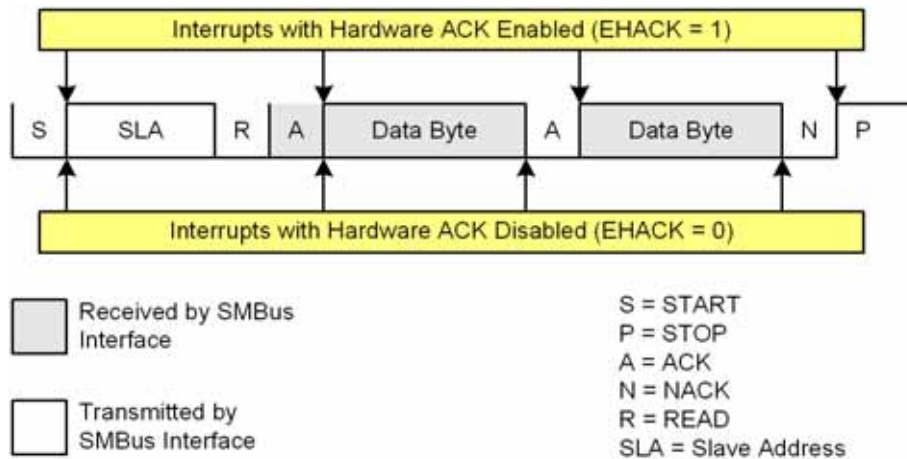 Interrupts with Hardware ACK Enabled (EHACK = 1)
S SLA R A Data Byte A Data Byte N P
Interrupts with Hardware ACK Disabled (EHACK = 0)
Received by SMBus
Interface
Transmitted by
SMBus Interface
S = START
P = STOP
A = ACK
N = NACK
R = READ
SLA = Slave Address